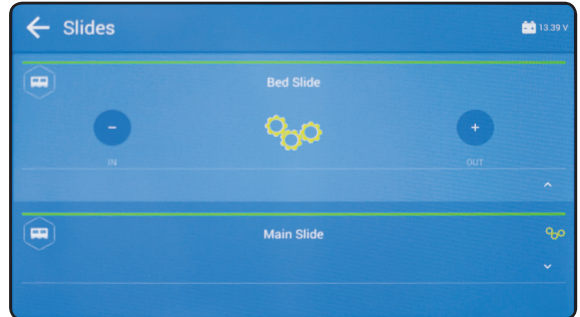 Slides
13.39 V
Bed Slide
- +
IN OUT
Main Slide